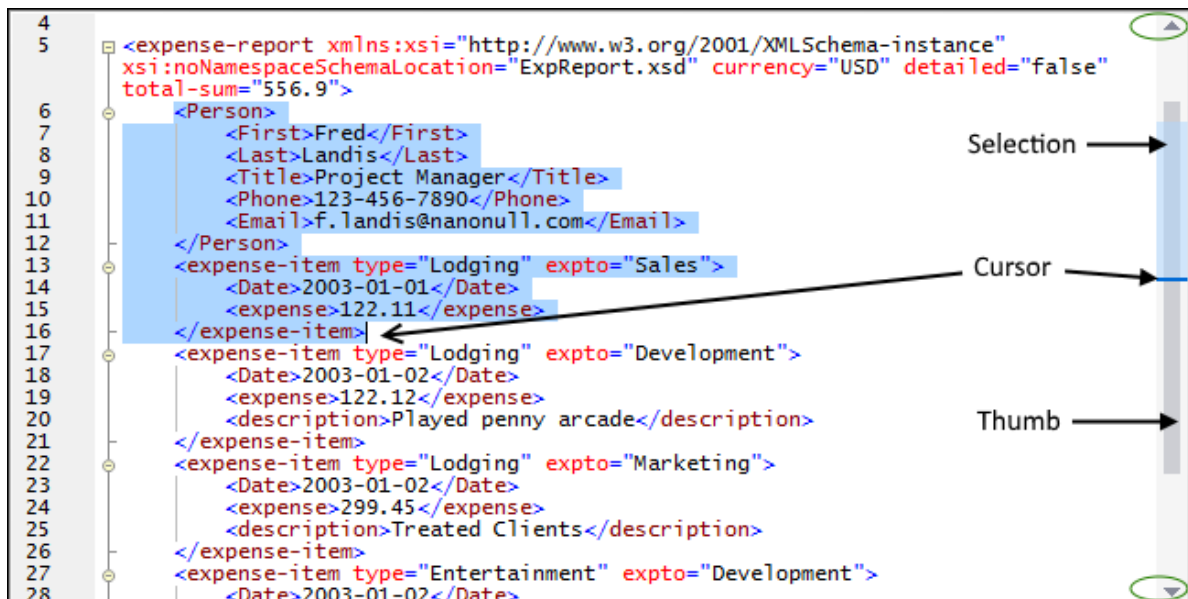 4
5 <expense-report xmlns:xsi="http://www.w3.org/2001/XMLSchema-instance"
xsi:noNamespaceSchemaLocation="ExpReport.xsd" currency="USD" detailed="false"
total-sum="556.9">
6 <Person>
7 <First>Fred</First>
8 <Last>Landis</Last>
9 <Title>Project Manager</Title>
10 <Phone>123-456-7890</Phone>
11 <Email>f.landis@nanonull.com</Email>
12 </Person>
13 <expense-item type="Lodging" expto="Sales">
14 <Date>2003-01-01</Date>
15 <expense>122.11</expense>
16 </expense-item>
17 <expense-item type="Lodging" expto="Development">
18 <Date>2003-01-02</Date>
19 <expense>122.12</expense>
20 <description>Played penny arcade</description>
21 </expense-item>
22 <expense-item type="Lodging" expto="Marketing">
23 <Date>2003-01-02</Date>
24 <expense>299.45</expense>
25 <description>Treated Clients</description>
26 </expense-item>
27 <expense-item type="Entertainment" expto="Development">
28 <Date>2003-01-02</Date>
Selection
Cursor
Thumb